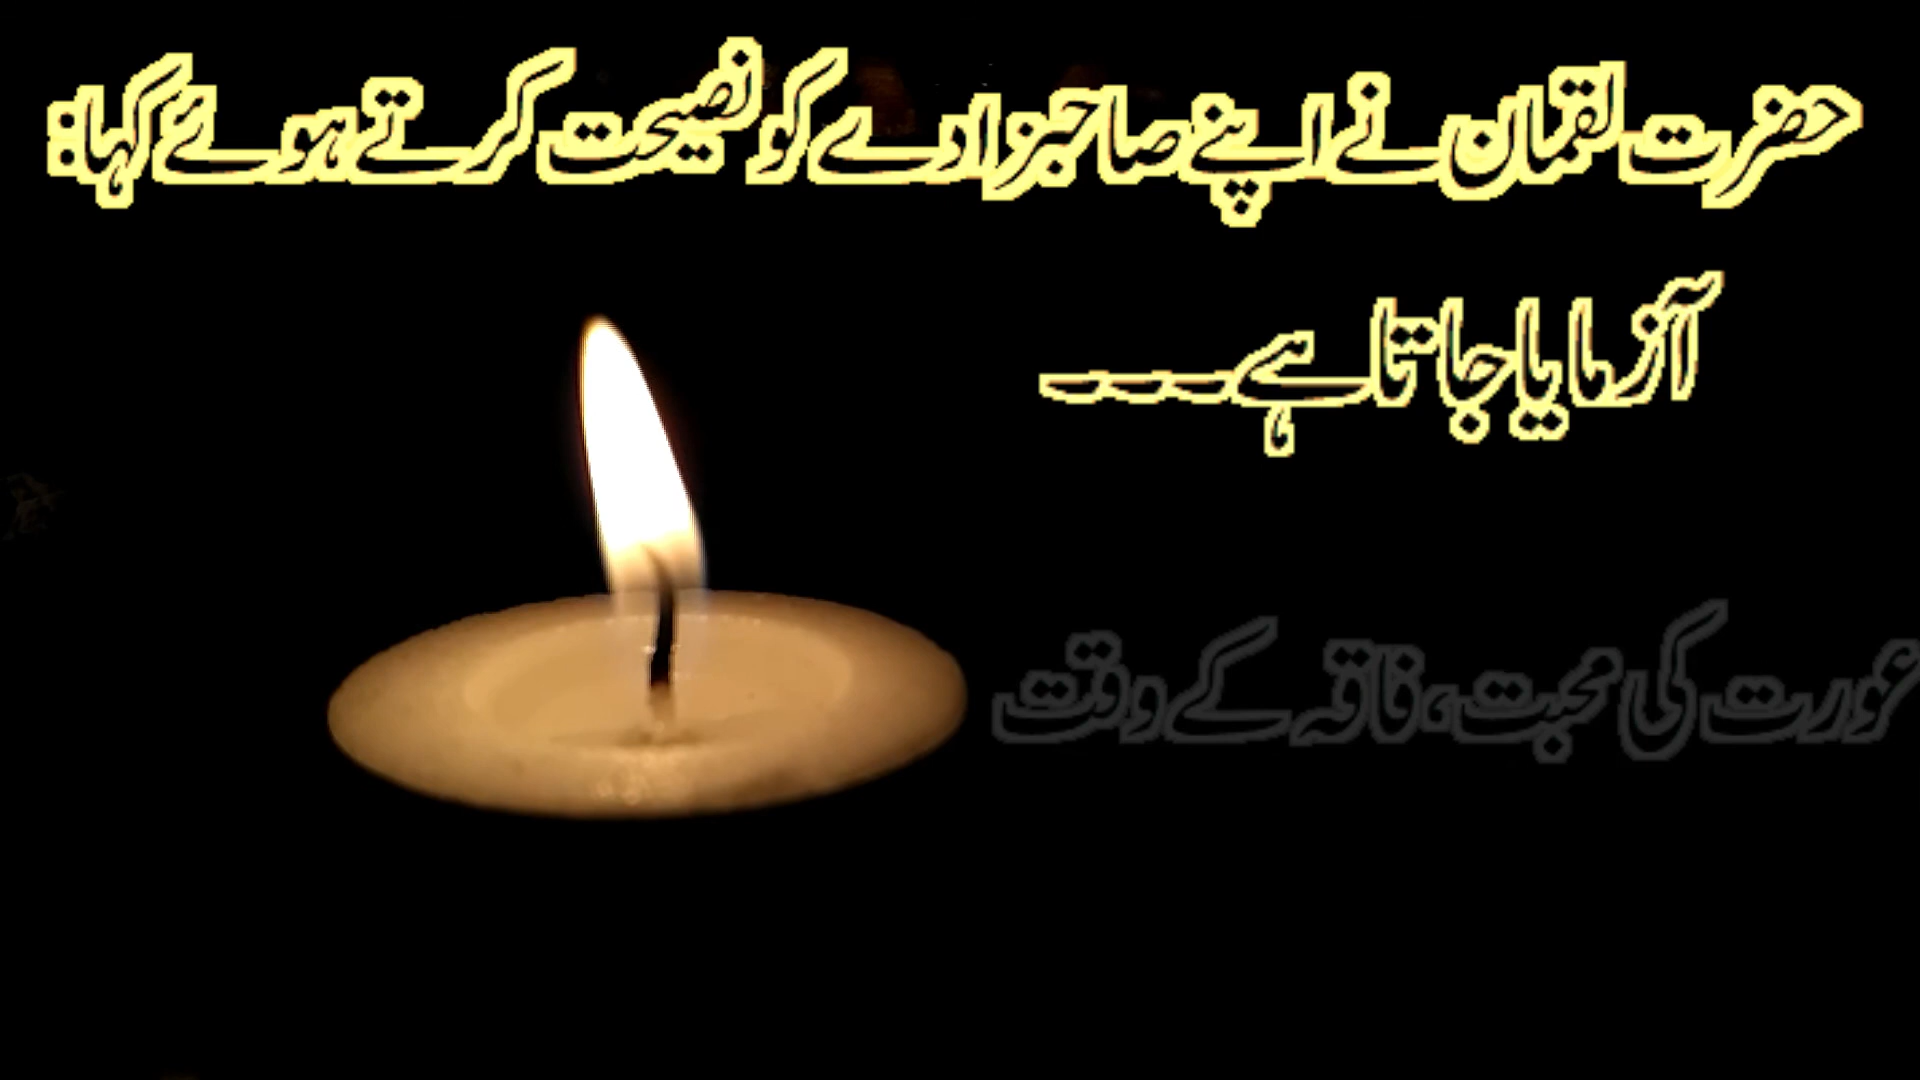 حضرت لقمان نے اپنے صاحبزادے کو نصیحت کرتے ہوئے کہا:
آزمایا جاتا ہے۔۔۔
عورت کی محبت، فاقہ کے وقت